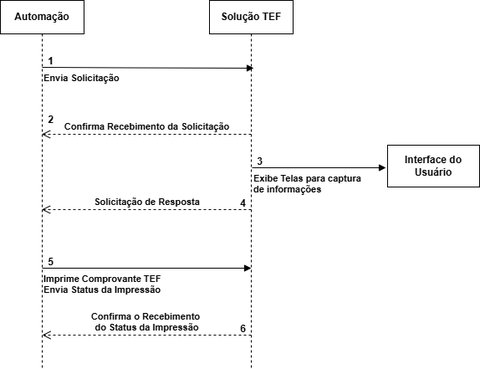 Automação
Solução TEF
1
Envia Solicitação
2
Confirma Recebimento da Solicitação
3
Exibe Telas para captura
de informações
Interface do
Usuário
Solicitação de Resposta
4
5
Imprime Comprovante TEF
Envia Status da Impressão
Confirma o Recebimento
do Status da Impressão
6